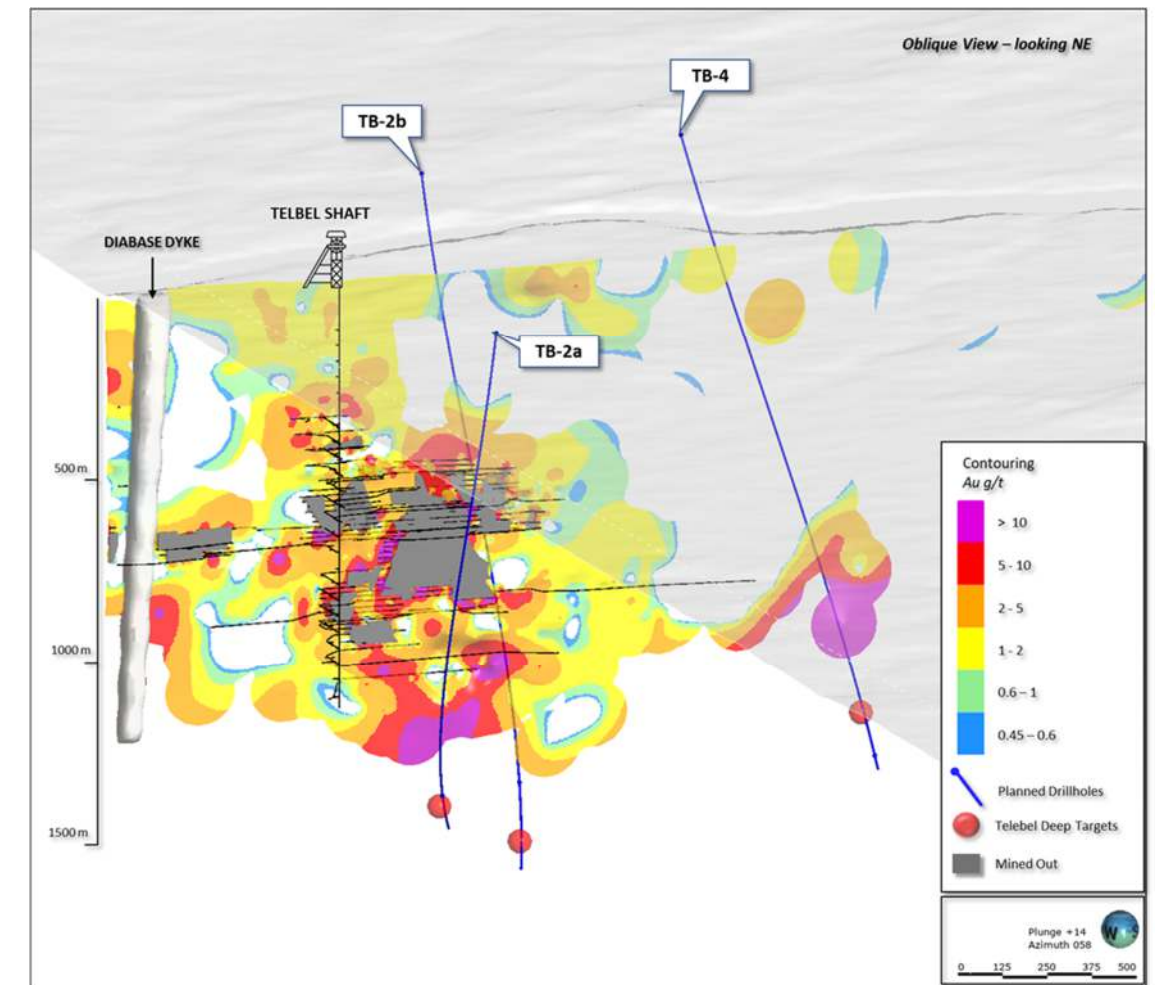 Oblique View – looking NE
TB-4
TB-2b
TELBEL SHAFT
DIABASE DYKE
TB-2a
500 m
1000 m
1500 m
Contouring
Au g/t
> 10
5 - 10
2 - 5
1 - 2
0.6 – 1
0.45 – 0.6
Planned Drillholes
Telebel Deep Targets
Mined Out
Plunge +14
Azimuth 058
W S
0 125 250 375 500